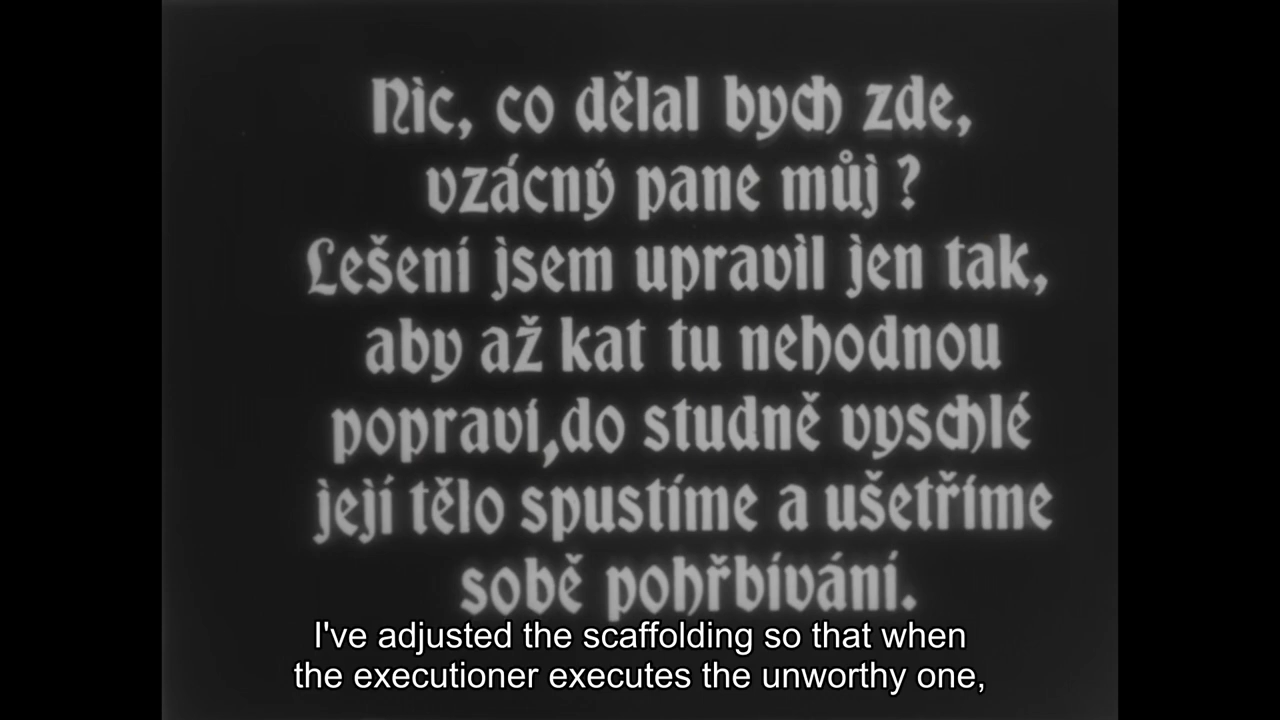 Nic, co dělal bych zde,
vzácný pane můj ?
Lešení jsem upravil jen tak,
aby až kat tu nehodnou
popraví,do studně vyschlé
její tělo spustíme a ušetříme
sobě pohřbívání.
I've adjusted the scaffolding so that when
the executioner executes the unworthy one,